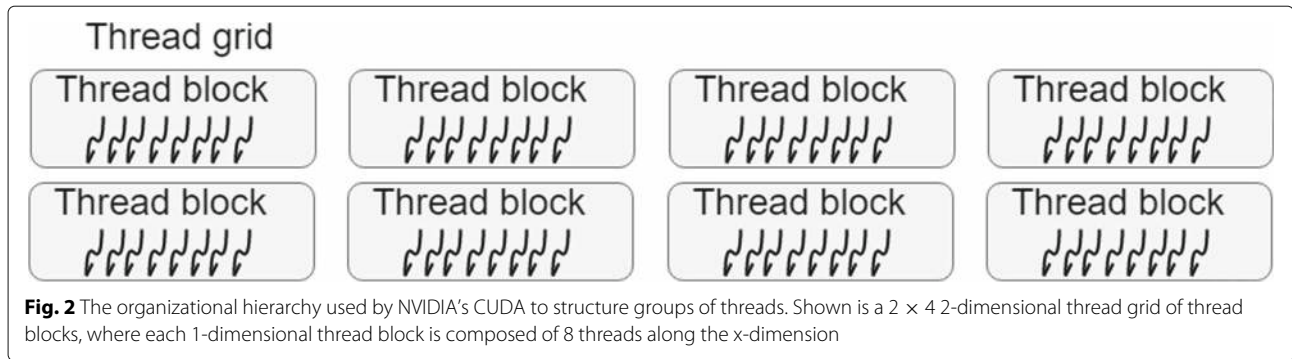 Thread grid
Thread block Thread block Thread block Thread block
Thread block Thread block Thread block Thread block
Fig. 2 The organizational hierarchy used by NVIDIA's CUDA to structure groups of threads. Shown is a 2 × 4 2-dimensional thread grid of thread
blocks, where each 1-dimensional thread block is composed of 8 threads along the x-dimension